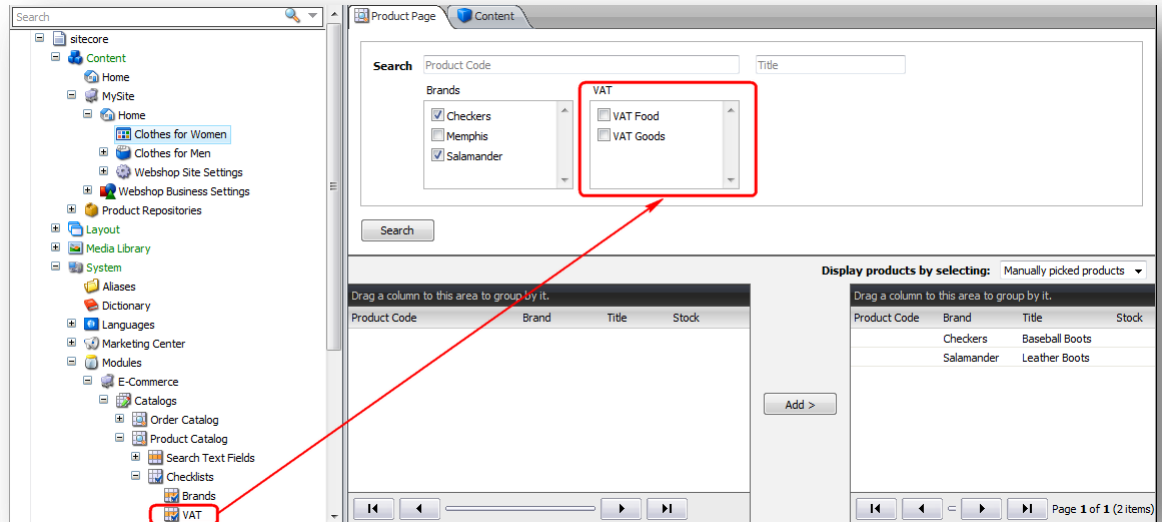 Search
sitecore
Content
Home
MySite
Home
Clothes for Women
Clothes for Men
Webshop Site Settings
Webshop Business Settings
Product Repositories
Layout
Media Library
System
Aliases
Dictionary
Languages
Marketing Center
Modules
E-Commerce
Catalogs
Order Catalog
Product Catalog
Search Text Fields
Checklists
Brands
VAT
Product Page
Content
Search Product Code Title
Brands VAT
Checkers VAT Food
Memphis VAT Goods
Salamander
Search
Display products by selecting: Manually picked products
Drag a column to this area to group by it.
Product Code Brand Title Stock
Add >
Drag a column to this area to group by it.
Product Code Brand Title Stock
Checkers Baseball Boots
Salamander Leather Boots
Page 1 of 1 (2 items)